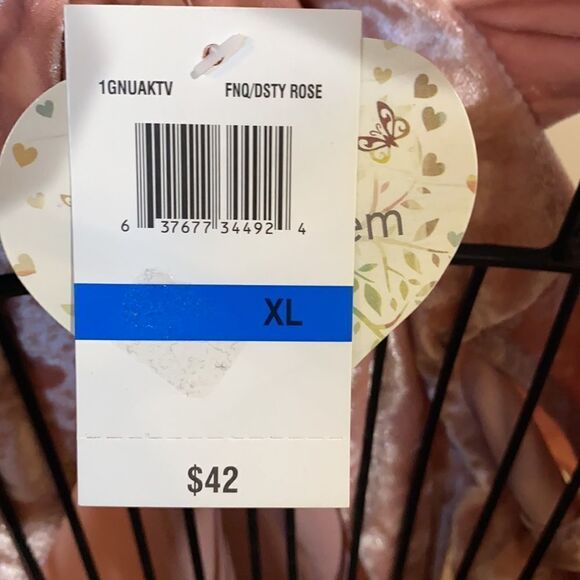 1GNUAKTV FNQ/DSTY ROSE
6 37677 34492 4
em
XL
$42